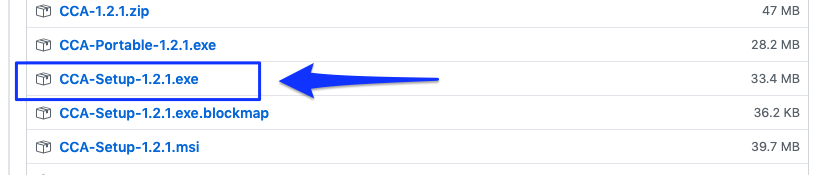 CCA-1.2.1.zip 47 MB
CCA-Portable-1.2.1.exe 28.2 MB
CCA-Setup-1.2.1.exe 33.4 MB
CCA-Setup-1.2.1.exe.blockmap 36.2 KB
CCA-Setup-1.2.1.msi 39.7 MB